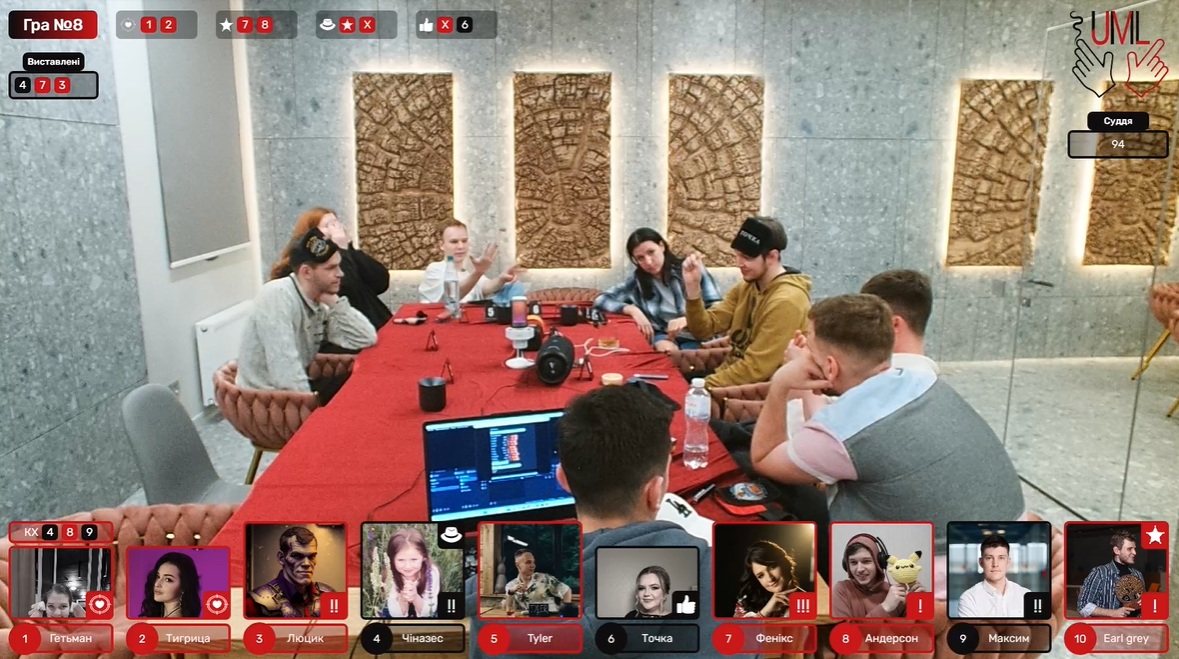 Гра №8
1 2
7 8
X
X 6
Виставлені
4 7 3
UML
Суддя
94
ТОЧКА
КХ 4 8 9
!!
!!
!!!
!
!!
!
1 Гетьман
2 Тигрица
3 Люцик
4 Чіназес
5 Tyler
6 Точка
7 Фенікс
8 Андерсон
9 Максим
10 Earl grey